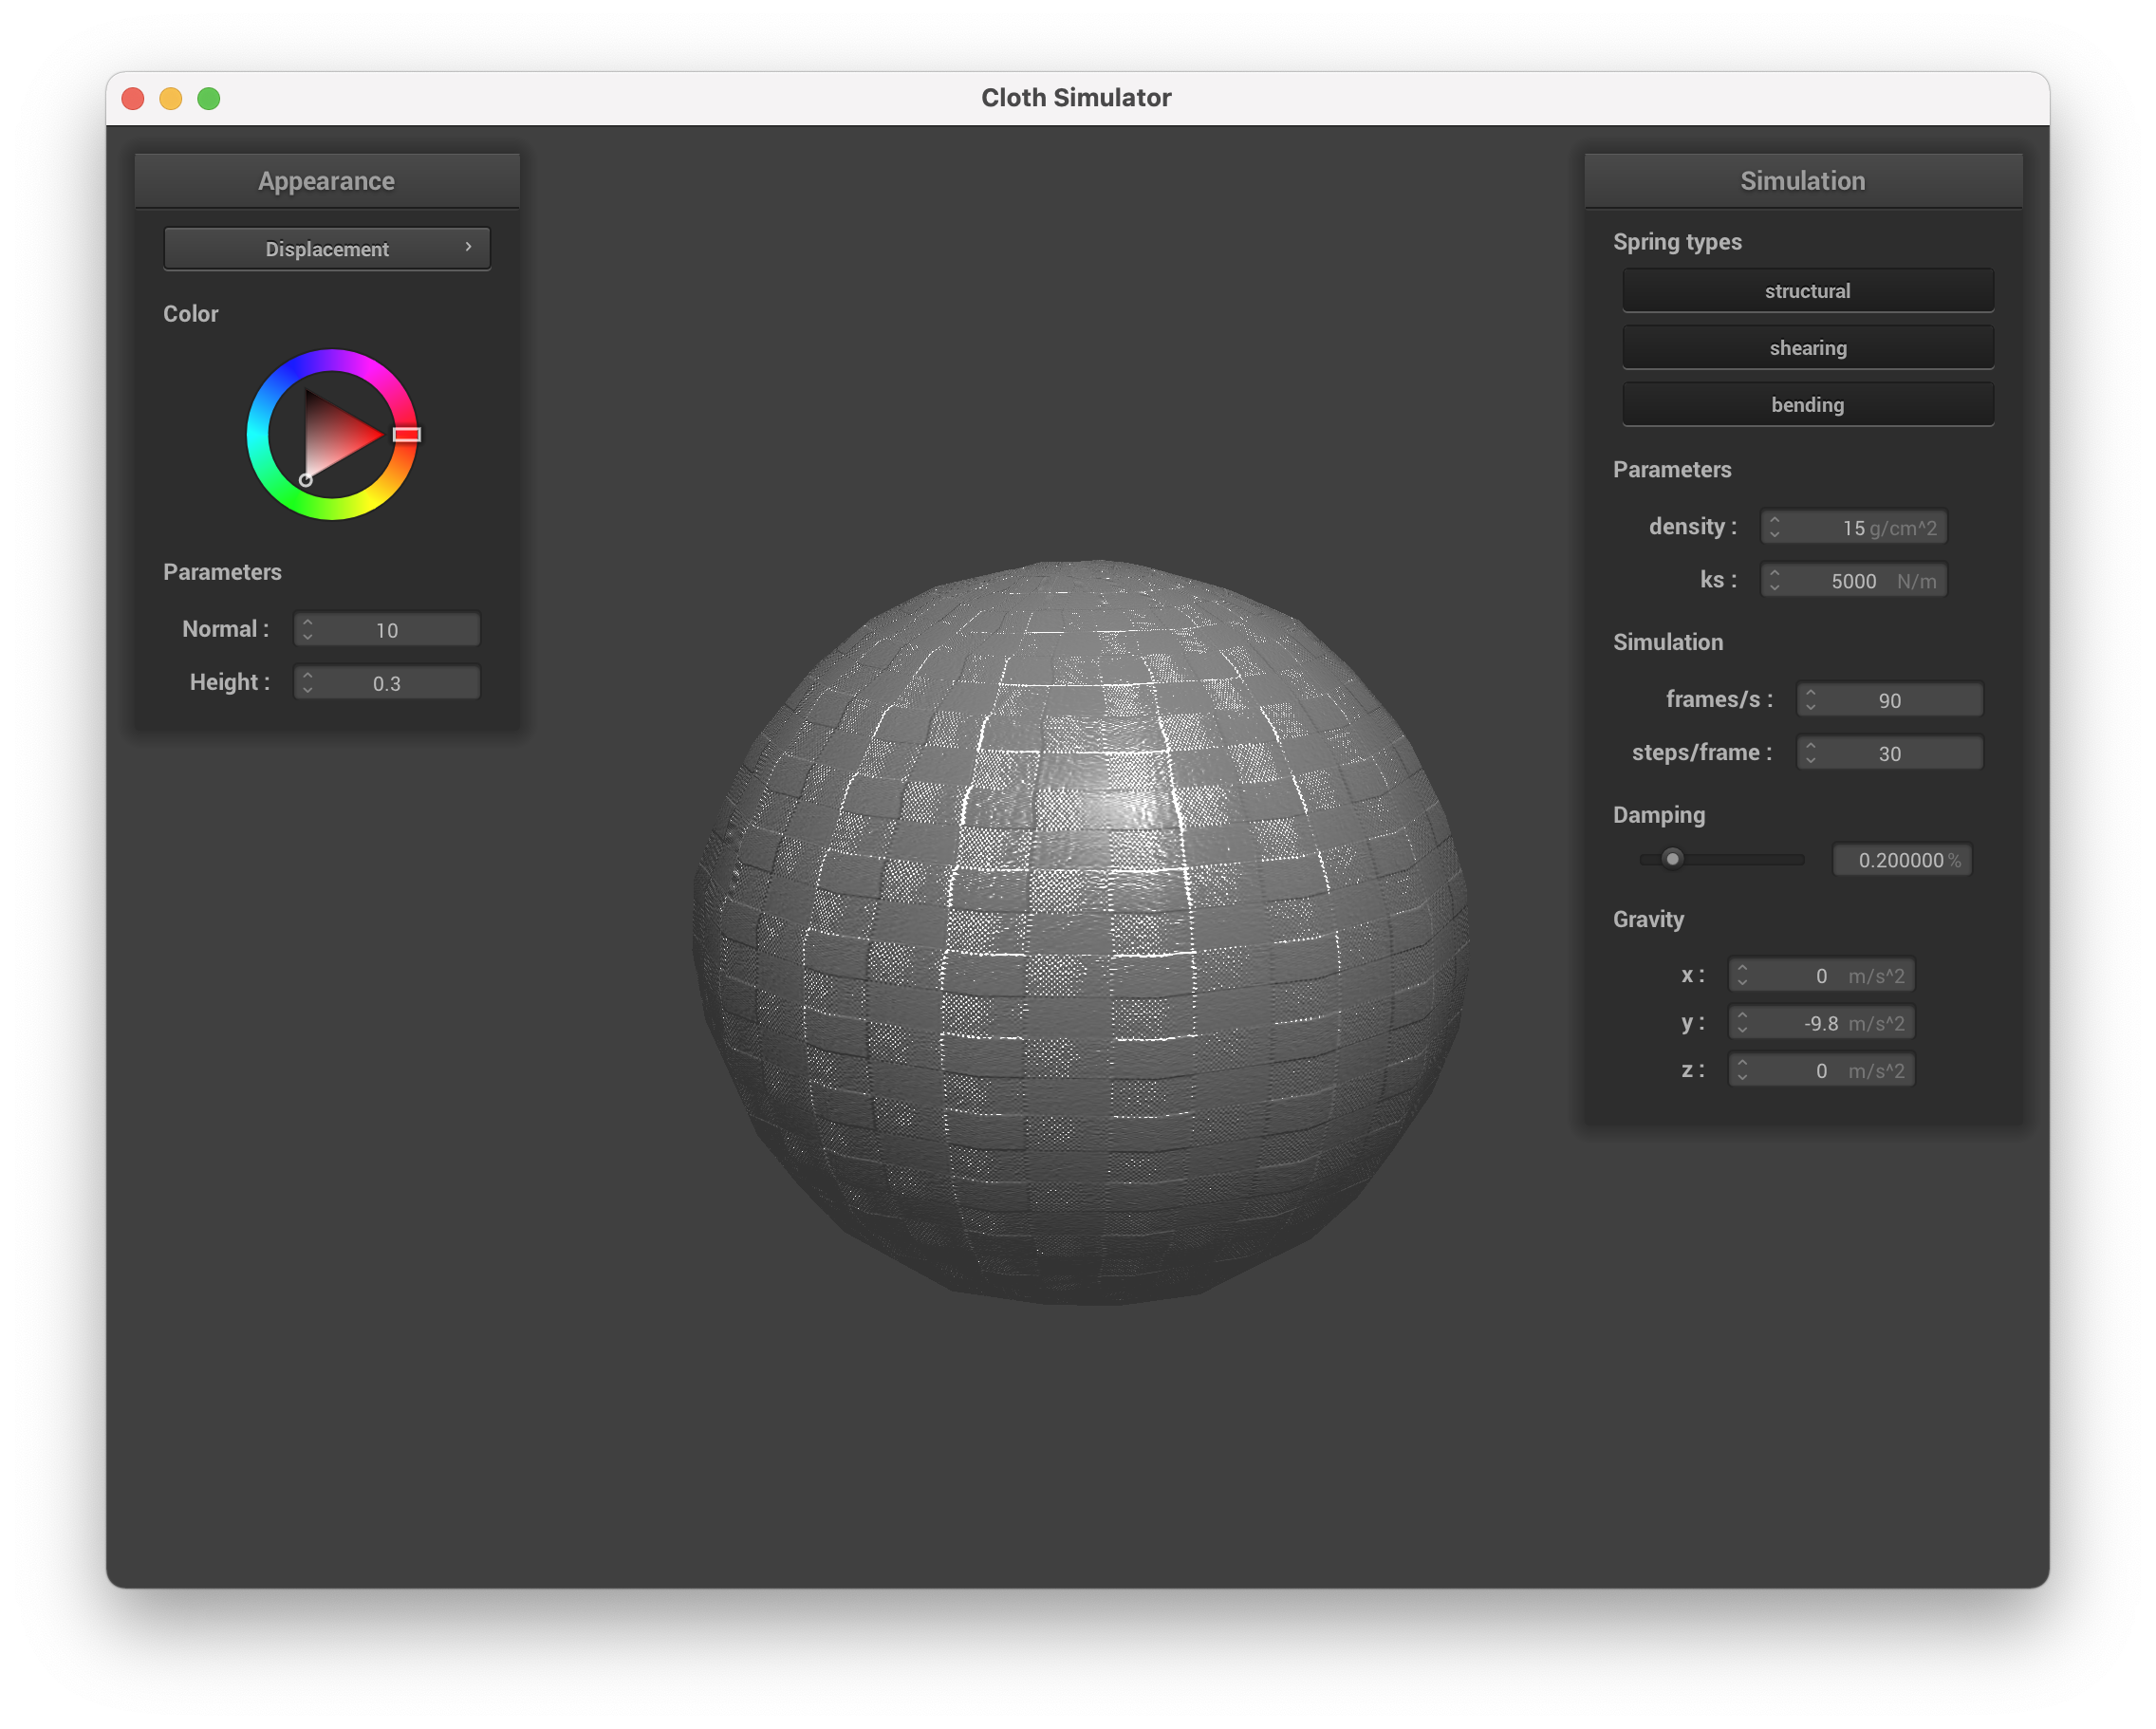 Cloth Simulator
Appearance
Displacement
Color
Parameters
Normal : 10
Height : 0.3
Simulation
Spring types
structural
shearing
bending
Parameters
density : 15 g/cm^2
ks : 5000 N/m
Simulation
frames/s : 90
steps/frame : 30
Damping
0.200000 %
Gravity
x : 0 m/s^2
y : -9.8 m/s^2
z : 0 m/s^2